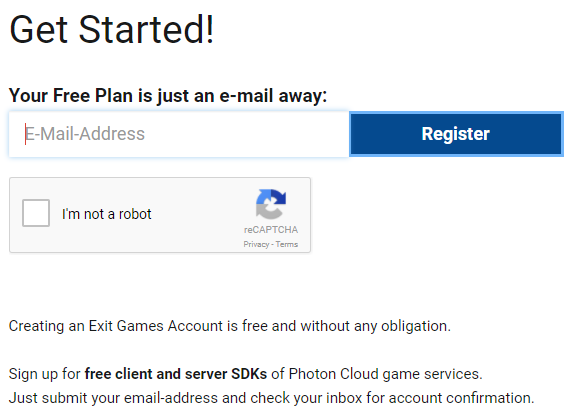 Get Started!
Your Free Plan is just an e-mail away:
E-Mail-Address
Register
I'm not a robot
reCAPTCHA
Privacy - Terms
Creating an Exit Games Account is free and without any obligation.
Sign up for free client and server SDKs of Photon Cloud game services.
Just submit your email-address and check your inbox for account confirmation.